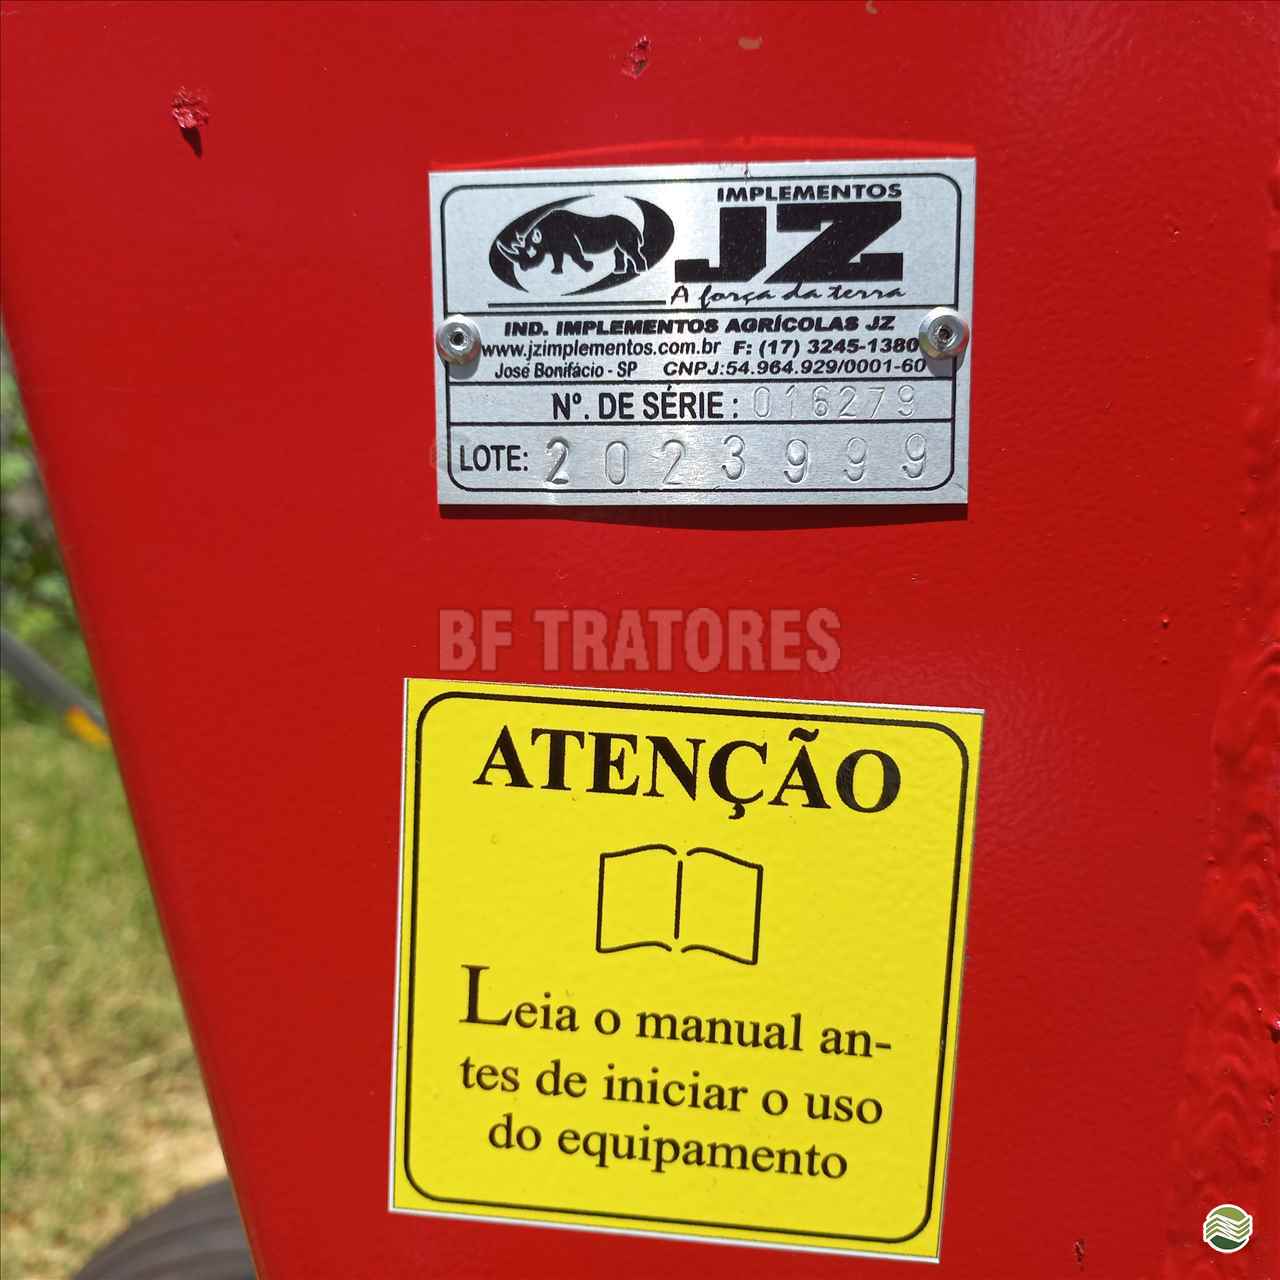 IMPLEMENTOS
JZ
A força da terra
IND. IMPLEMENTOS AGRÍCOLAS JZ
www.jzimplementos.com.br F: (17) 3245-1380
José Bonifácio - SP CNPJ:54.964.929/0001-60
Nº. DE SÉRIE: 016279
LOTE: 2023999
BF TRATORES
ATENÇÃO
Leia o manual an-
tes de iniciar o uso
do equipamento